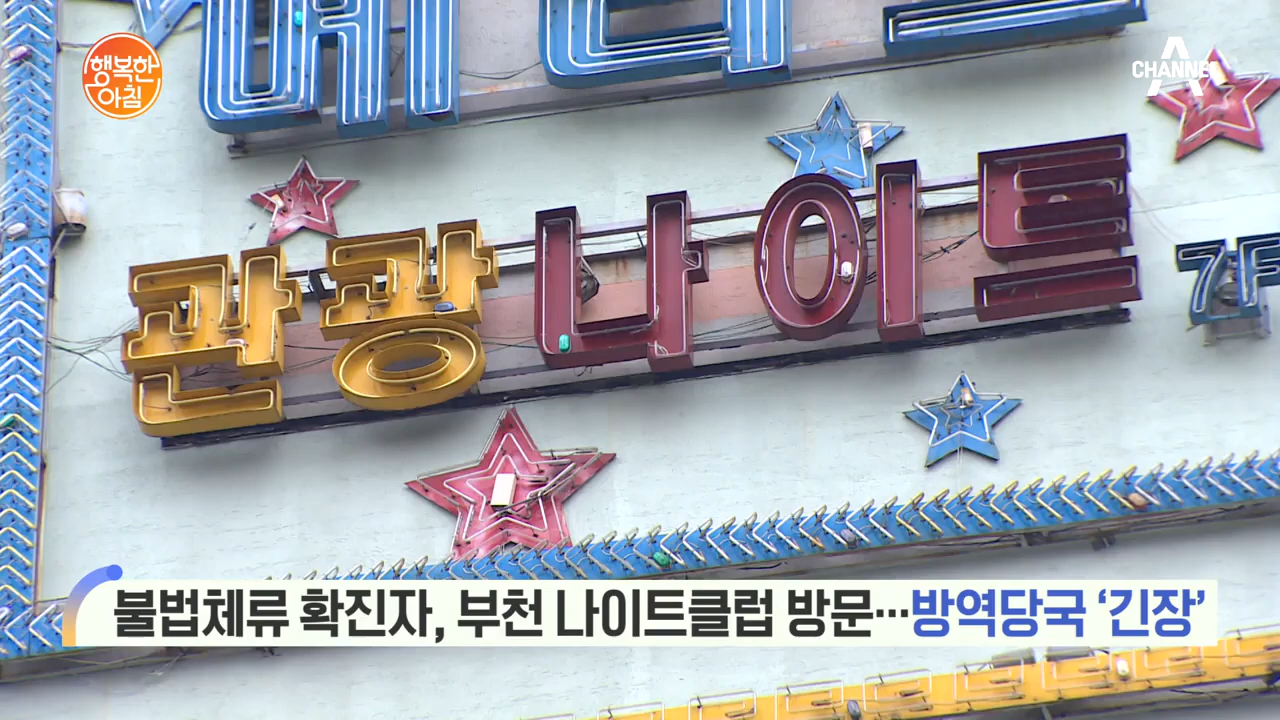 행복한
아침
CHANNEL
관광나이트
7F
불법체류 확진자, 부천 나이트클럽 방문…방역당국 ‘긴장’